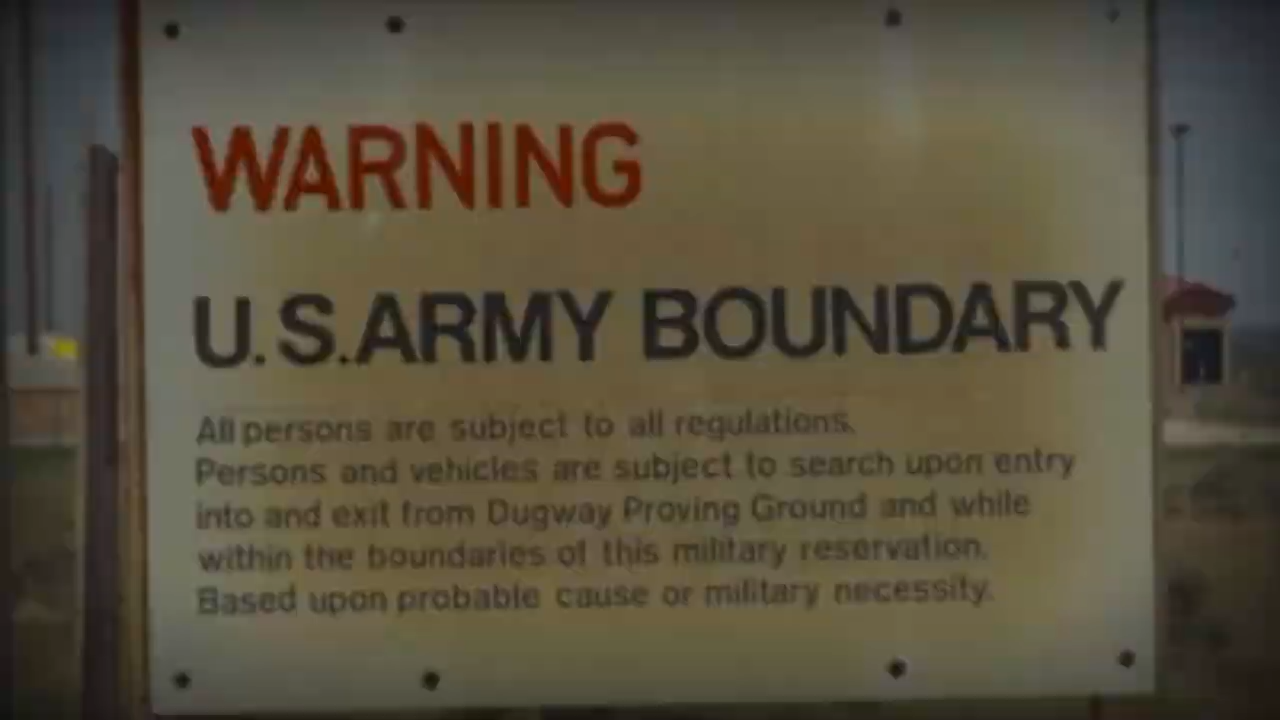 WARNING
U.S.ARMY BOUNDARY
All persons are subject to all regulations.
Persons and vehicles are subject to search upon entry
into and exit from Dugway Proving Ground and while
within the boundaries of this military reservation.
Based upon probable cause or military necessity.